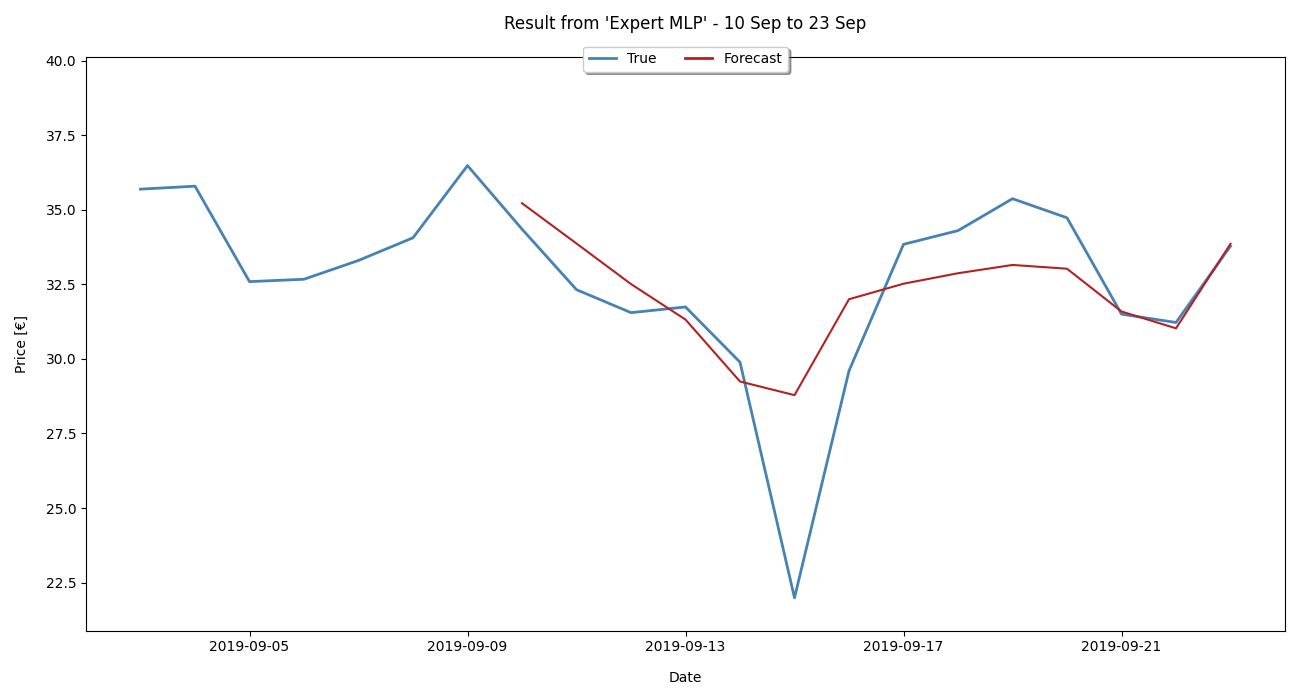 Result from 'Expert MLP' - 10 Sep to 23 Sep
True Forecast
40.0
37.5
35.0
32.5
30.0
27.5
25.0
22.5
Price [€]
2019-09-05 2019-09-09 2019-09-13 2019-09-17 2019-09-21
Date